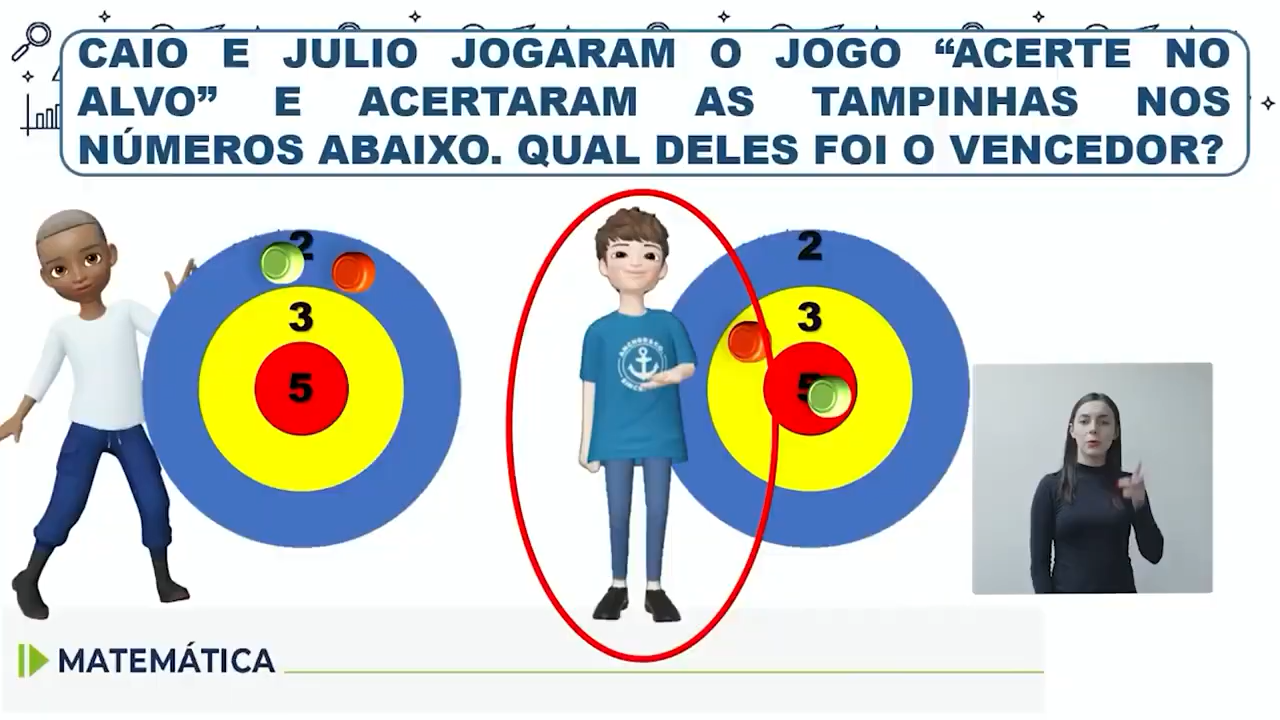 CAIO E JULIO JOGARAM O JOGO “ACERTE NO
ALVO” E ACERTARAM AS TAMPINHAS NOS
NÚMEROS ABAIXO. QUAL DELES FOI O VENCEDOR?
2
3
5
2
3
5
MATEMÁTICA